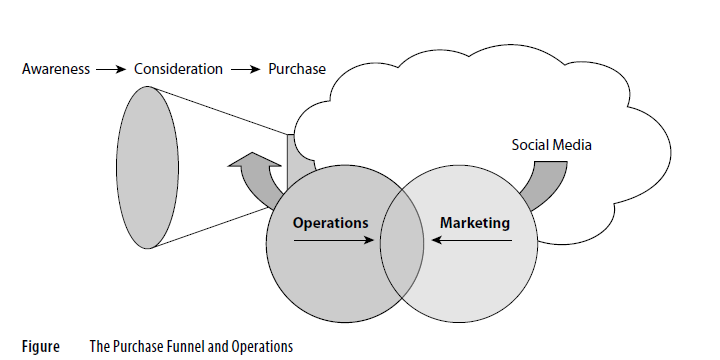 Awareness Consideration Purchase
Social Media
Operations Marketing
Figure The Purchase Funnel and Operations